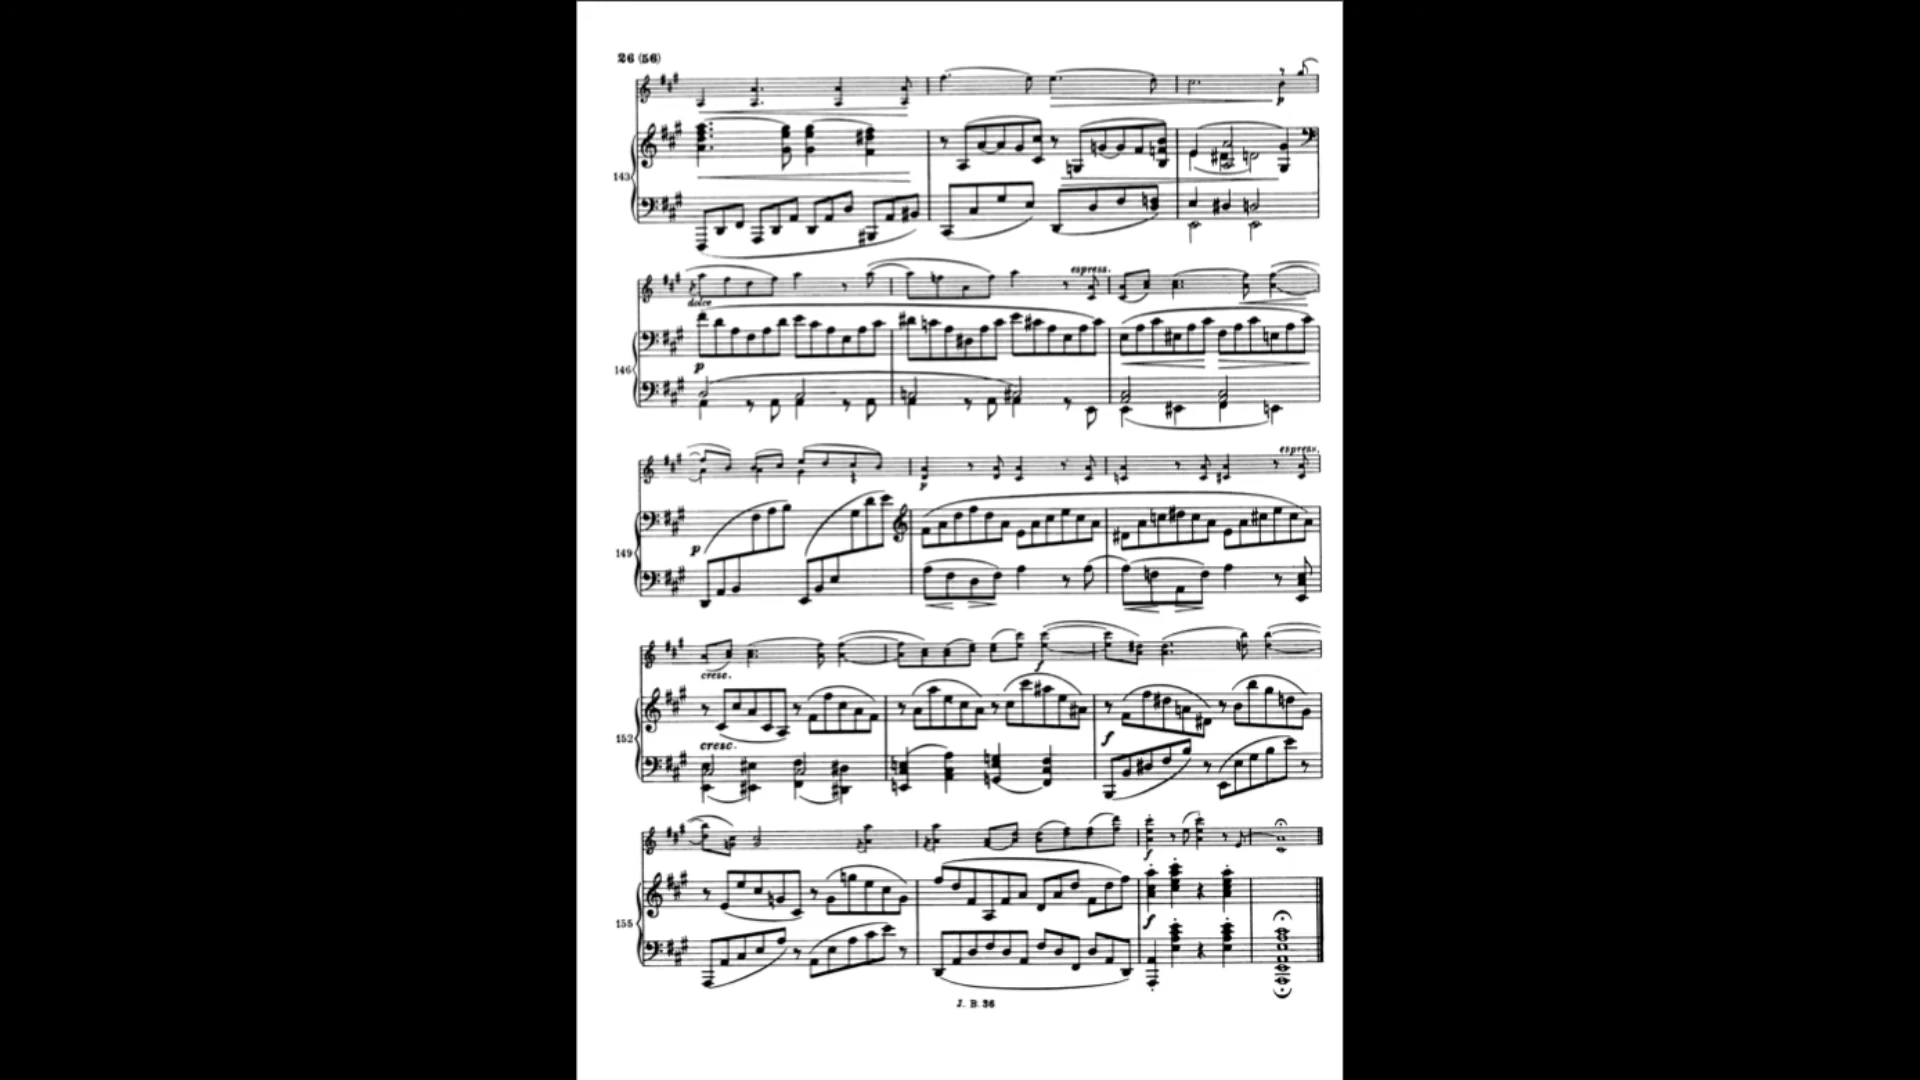 26 (56)
p
143
dolce
espress.
p
146
espress.
p
p
149
cresc.
f
cresc.
f
152
f
f
155
J. B. 36